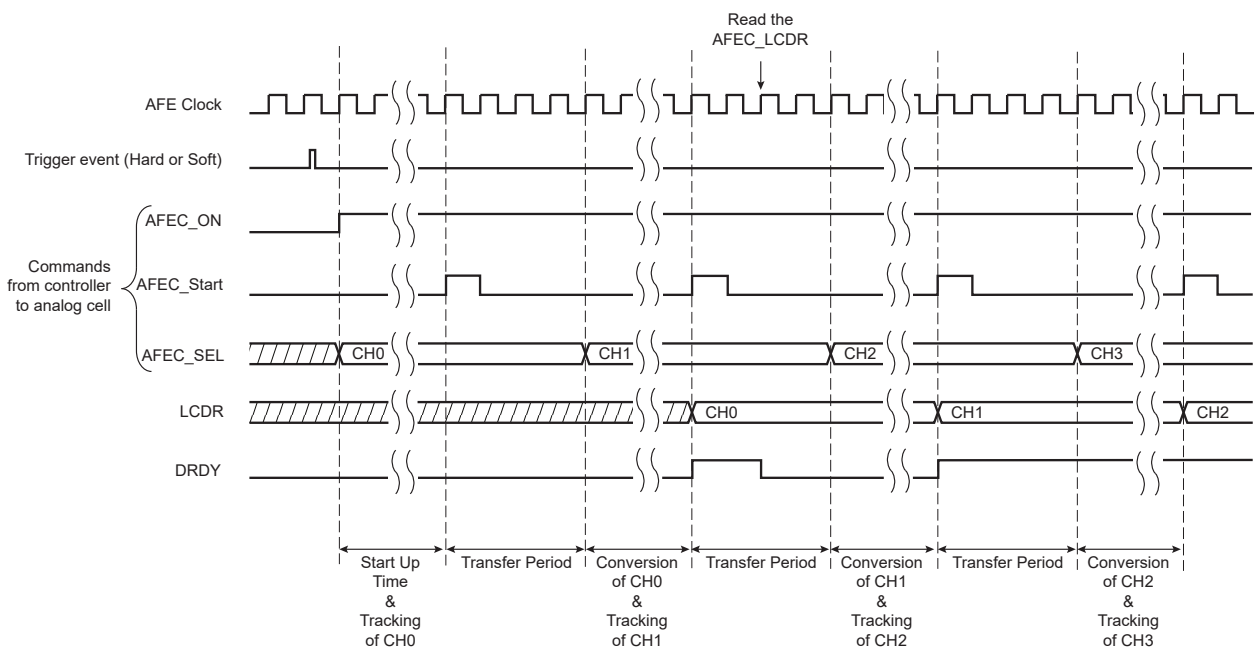 Read the
AFEC_LCDR
AFE Clock
Trigger event (Hard or Soft)
AFEC_ON
Commands
from controller
to analog cell
AFEC_Start
AFEC_SEL
CH0
CH1
CH2
CH3
LCDR
CH0
CH1
CH2
DRDY
Start Up
Time
&
Tracking
of CH0
Transfer Period
Conversion
of CH0
&
Tracking
of CH1
Transfer Period
Conversion
of CH1
&
Tracking
of CH2
Transfer Period
Conversion
of CH2
&
Tracking
of CH3